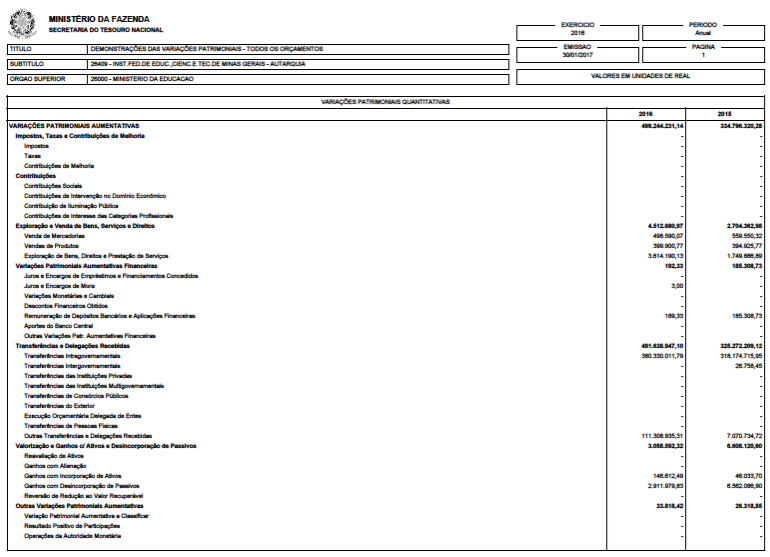 MINISTÉRIO DA FAZENDA
SECRETARIA DO TESOURO NACIONAL
EXERCICIO
2016
PERIODO
Anual
EMISSAO
30/01/2017
PAGINA
1
VALORES EM UNIDADES DE REAL
TITULO DEMONSTRAÇÕES DAS VARIAÇÕES PATRIMONIAIS - TODOS OS ORÇAMENTOS
SUBTITULO 26409 - INST.FED.DE EDUC.,CIENC.E TEC.DE MINAS GERAIS - AUTARQUIA
ORGAO SUPERIOR 26000 - MINISTERIO DA EDUCACAO
VARIAÇÕES PATRIMONIAIS QUANTITATIVAS
2016 2015
VARIAÇÕES PATRIMONIAIS AUMENTATIVAS 499.244.231,14 334.796.320,28
Impostos, Taxas e Contribuições de Melhoria - -
Impostos - -
Taxas - -
Contribuições de Melhoria - -
Contribuições - -
Contribuições Sociais - -
Contribuições de Intervenção no Domínio Econômico - -
Contribuição de Iluminação Pública - -
Contribuições de Interesse das Categorias Profissionais - -
Exploração e Venda de Bens, Serviços e Direitos 4.512.680,97 2.704.362,98
Venda de Mercadorias 498.590,07 559.550,32
Vendas de Produtos 399.900,77 394.925,77
Exploração de Bens, Direitos e Prestação de Serviços 3.614.190,13 1.749.886,89
Variações Patrimoniais Aumentativas Financeiras 192,33 185.308,73
Juros e Encargos de Empréstimos e Financiamentos Concedidos - -
Juros e Encargos de Mora 3,00 -
Variações Monetárias e Cambiais - -
Descontos Financeiros Obtidos - -
Remuneração de Depósitos Bancários e Aplicações Financeiras 189,33 185.308,73
Aportes do Banco Central - -
Outras Variações Patr. Aumentativas Financeiras - -
Transferências e Delegações Recebidas 491.638.947,10 325.272.209,12
Transferências Intragovernamentais 380.330.011,79 318.174.715,95
Transferências Intergovernamentais - 26.758,45
Transferências das Instituições Privadas - -
Transferências das Instituições Multigovernamentais - -
Transferências de Consórcios Públicos - -
Transferências do Exterior - -
Execução Orçamentária Delegada de Entes - -
Transferências de Pessoas Físicas - -
Outras Transferências e Delegações Recebidas 111.308.935,31 7.070.734,72
Valorização e Ganhos c/ Ativos e Desincorporação de Passivos 3.058.592,32 6.608.120,60
Reavaliação de Ativos - -
Ganhos com Alienação - -
Ganhos com Incorporação de Ativos 146.612,49 46.033,70
Ganhos com Desincorporação de Passivos 2.911.979,83 6.562.086,90
Reversão de Redução ao Valor Recuperável - -
Outras Variações Patrimoniais Aumentativas 33.818,42 26.318,85
Variação Patrimonial Aumentativa a Classificar - -
Resultado Positivo de Participações - -
Operações da Autoridade Monetária - -